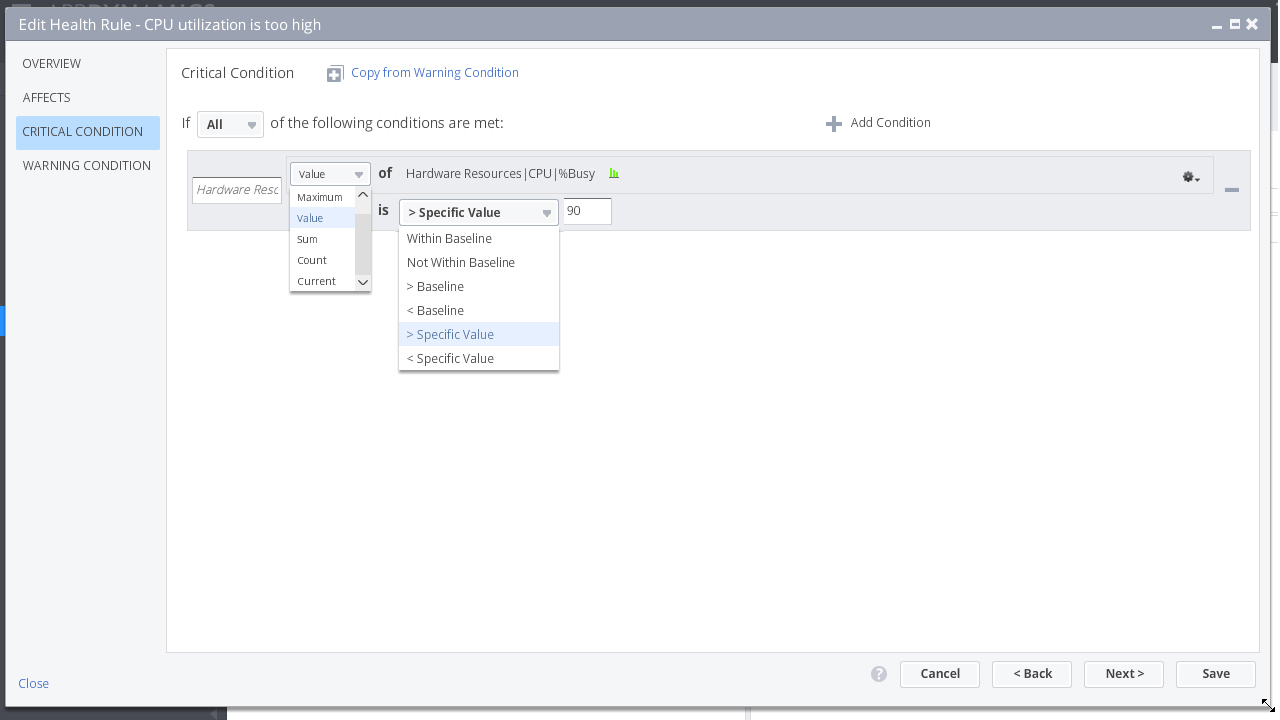 Edit Health Rule - CPU utilization is too high
OVERVIEW
AFFECTS
CRITICAL CONDITION
WARNING CONDITION
Critical Condition
Copy from Warning Condition
If All of the following conditions are met:
Add Condition
Hardware Resc
Value of Hardware Resources|CPU|%Busy
Maximum
Value
Sum
Count
Current
is > Specific Value 90
Within Baseline
Not Within Baseline
> Baseline
< Baseline
> Specific Value
< Specific Value
Close
? Cancel < Back Next > Save